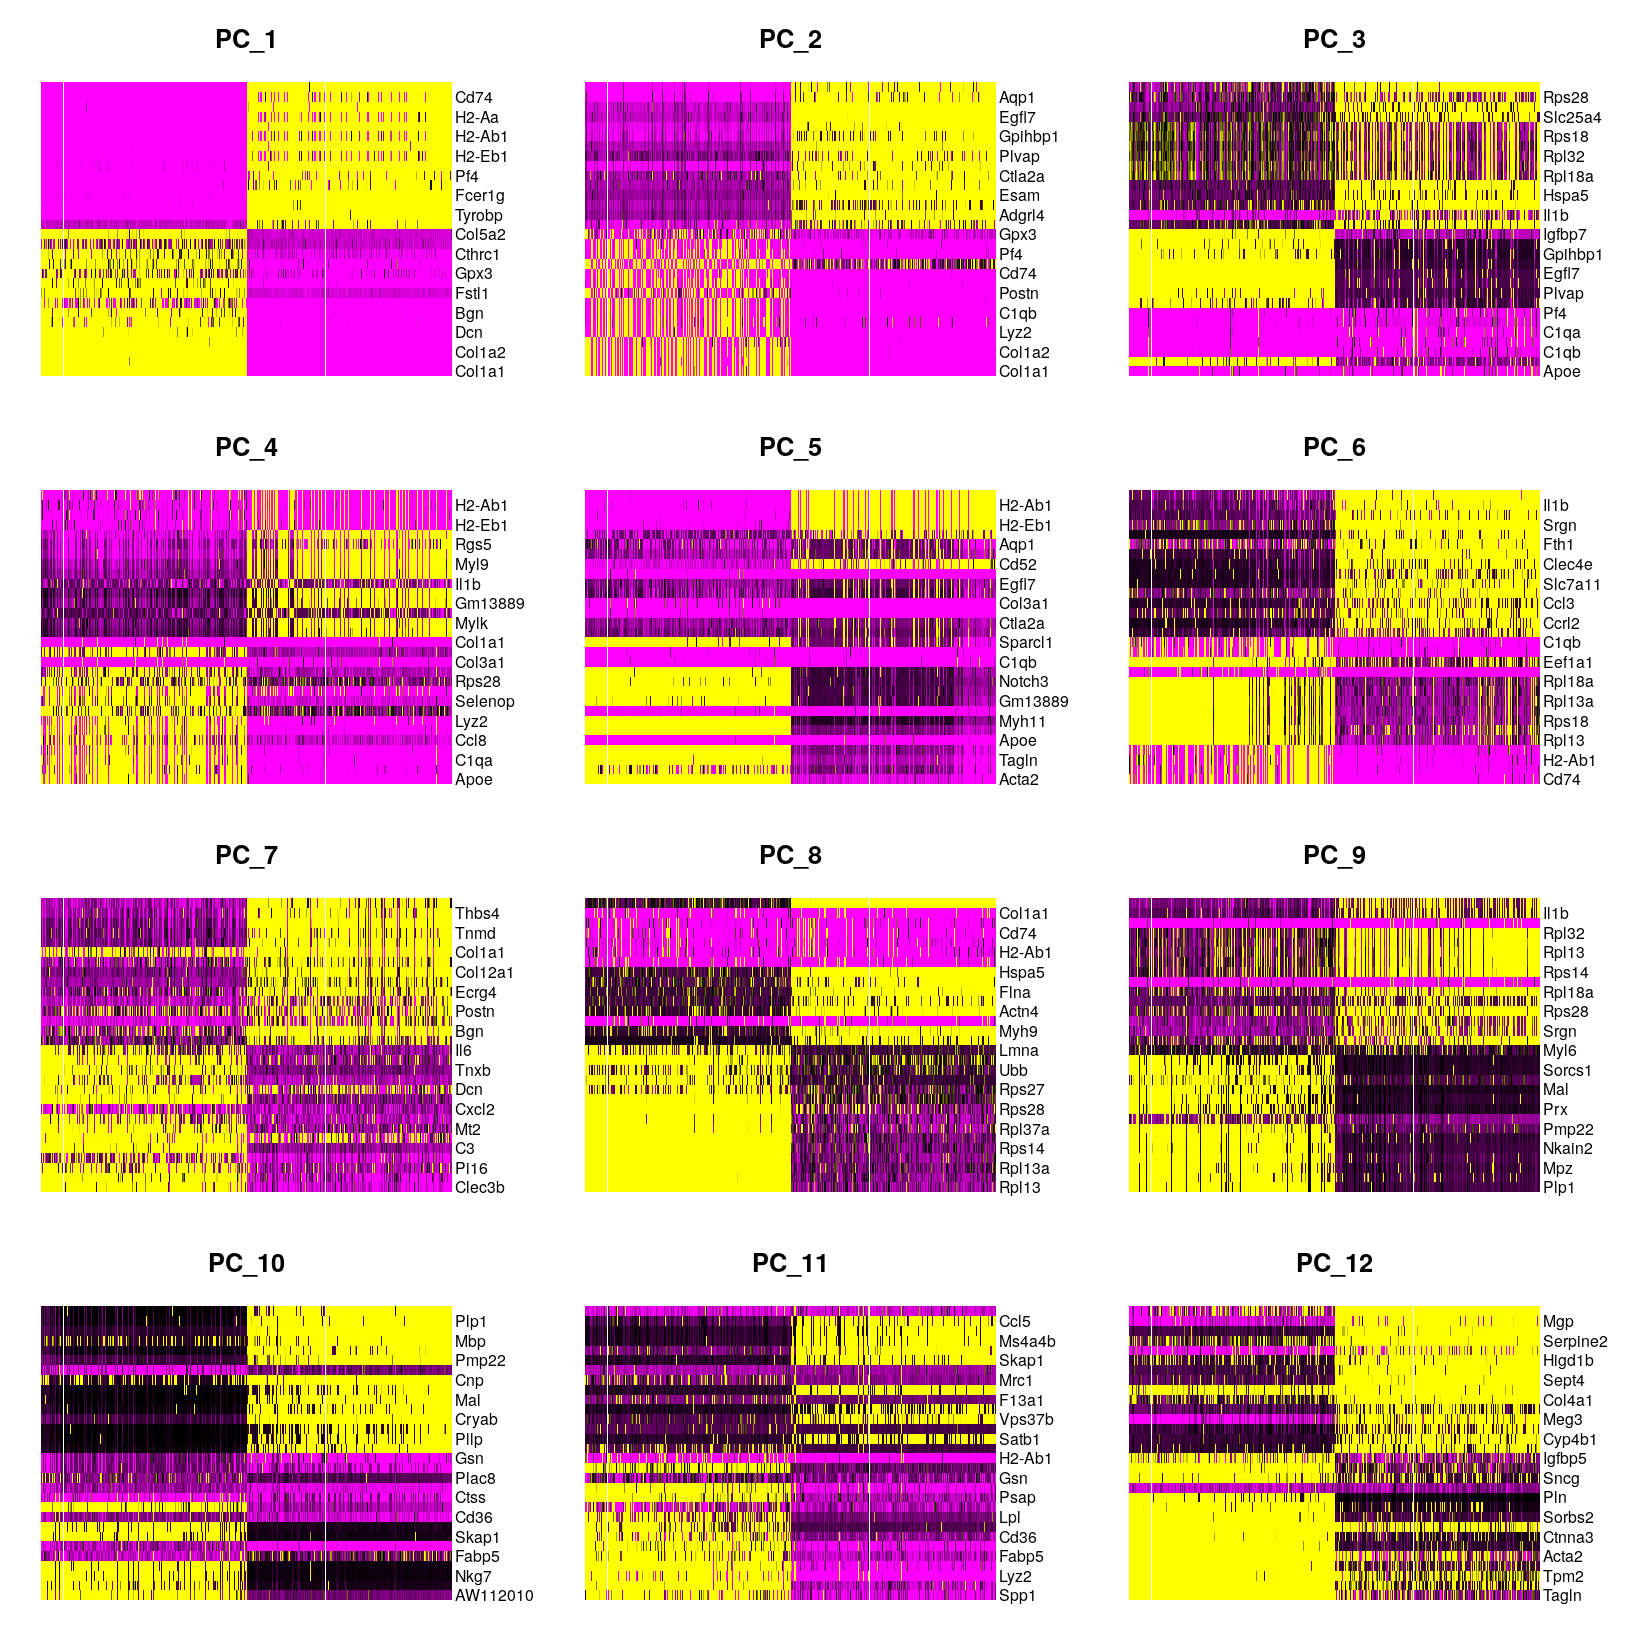 PC_1
Cd74
H2-Aa
H2-Ab1
H2-Eb1
Pf4
Fcer1g
Tyrobp
Col5a2
Cthrc1
Gpx3
Fstl1
Bgn
Dcn
Col1a2
Col1a1
PC_2
Aqp1
Egfl7
Gpihbp1
Plvap
Ctla2a
Esam
Adgrl4
Gpx3
Pf4
Cd74
Postn
C1qb
Lyz2
Col1a2
Col1a1
PC_3
Rps28
Slc25a4
Rps18
Rpl32
Rpl18a
Hspa5
Il1b
Igfbp7
Gpihbp1
Egfl7
Plvap
Pf4
C1qa
C1qb
Apoe
PC_4
H2-Ab1
H2-Eb1
Rgs5
Myl9
Il1b
Gm13889
Mylk
Col1a1
Col3a1
Rps28
Selenop
Lyz2
Ccl8
C1qa
Apoe
PC_5
H2-Ab1
H2-Eb1
Aqp1
Cd52
Egfl7
Col3a1
Ctla2a
Sparcl1
C1qb
Notch3
Gm13889
Myh11
Apoe
Tagln
Acta2
PC_6
Il1b
Srgn
Fth1
Clec4e
Slc7a11
Ccl3
Ccrl2
C1qb
Eef1a1
Rpl18a
Rpl13a
Rps18
Rpl13
H2-Ab1
Cd74
PC_7
Thbs4
Tnmd
Col1a1
Col12a1
Ecrg4
Postn
Bgn
Il6
Tnxb
Dcn
Cxcl2
Mt2
C3
Pi16
Clec3b
PC_8
Col1a1
Cd74
H2-Ab1
Hspa5
Flna
Actn4
Myh9
Lmna
Ubb
Rps27
Rps28
Rpl37a
Rps14
Rpl13a
Rpl13
PC_9
Il1b
Rpl32
Rpl13
Rps14
Rpl18a
Rps28
Srgn
Myl6
Sorcs1
Mal
Prx
Pmp22
Nkain2
Mpz
Plp1
PC_10
Plp1
Mbp
Pmp22
Cnp
Mal
Cryab
Pllp
Gsn
Plac8
Ctss
Cd36
Skap1
Fabp5
Nkg7
AW112010
PC_11
Ccl5
Ms4a4b
Skap1
Mrc1
F13a1
Vps37b
Satb1
H2-Ab1
Gsn
Psap
Lpl
Cd36
Fabp5
Lyz2
Spp1
PC_12
Mgp
Serpine2
Higd1b
Sept4
Col4a1
Meg3
Cyp4b1
Igfbp5
Sncg
Pln
Sorbs2
Ctnna3
Acta2
Tpm2
Tagln